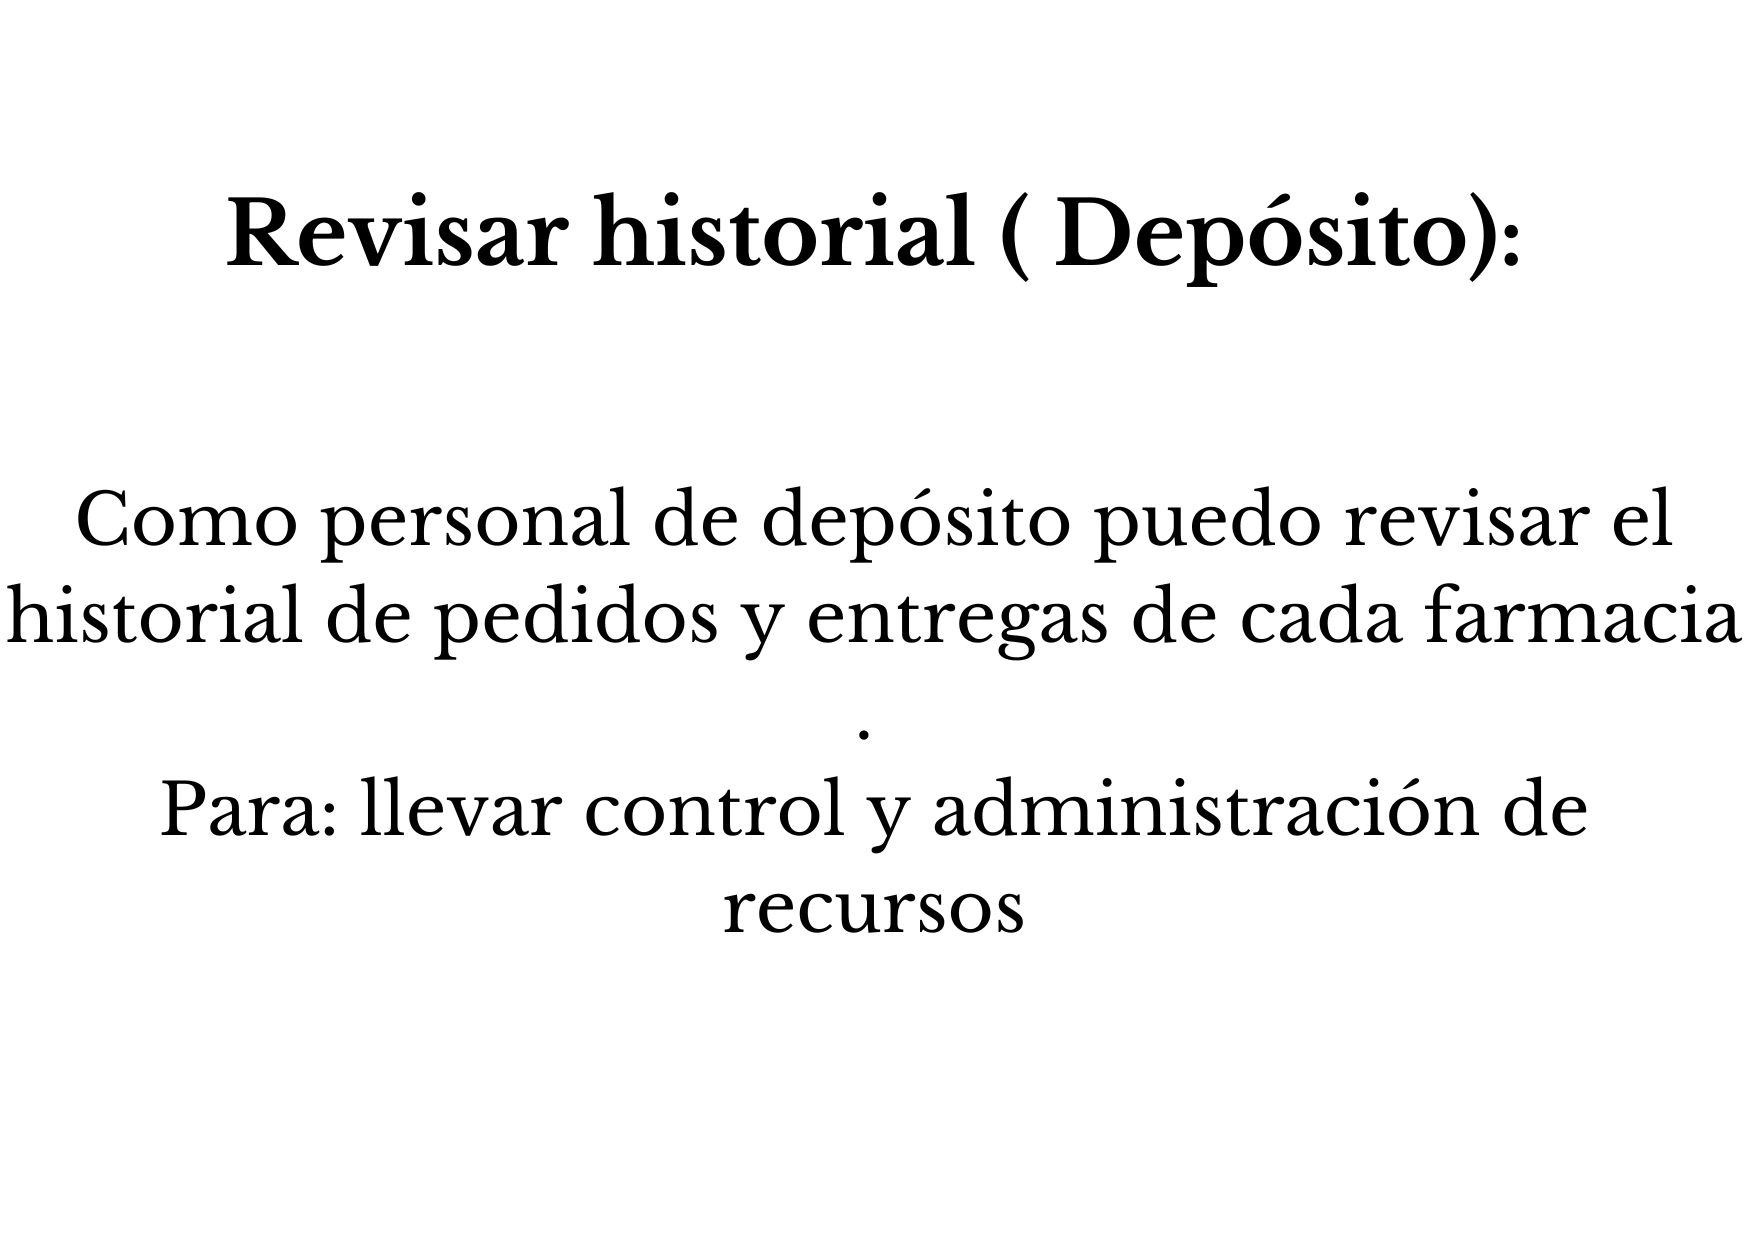 Revisar historial ( Depósito):
Como personal de depósito puedo revisar el
historial de pedidos y entregas de cada farmacia
.
Para: llevar control y administración de
recursos